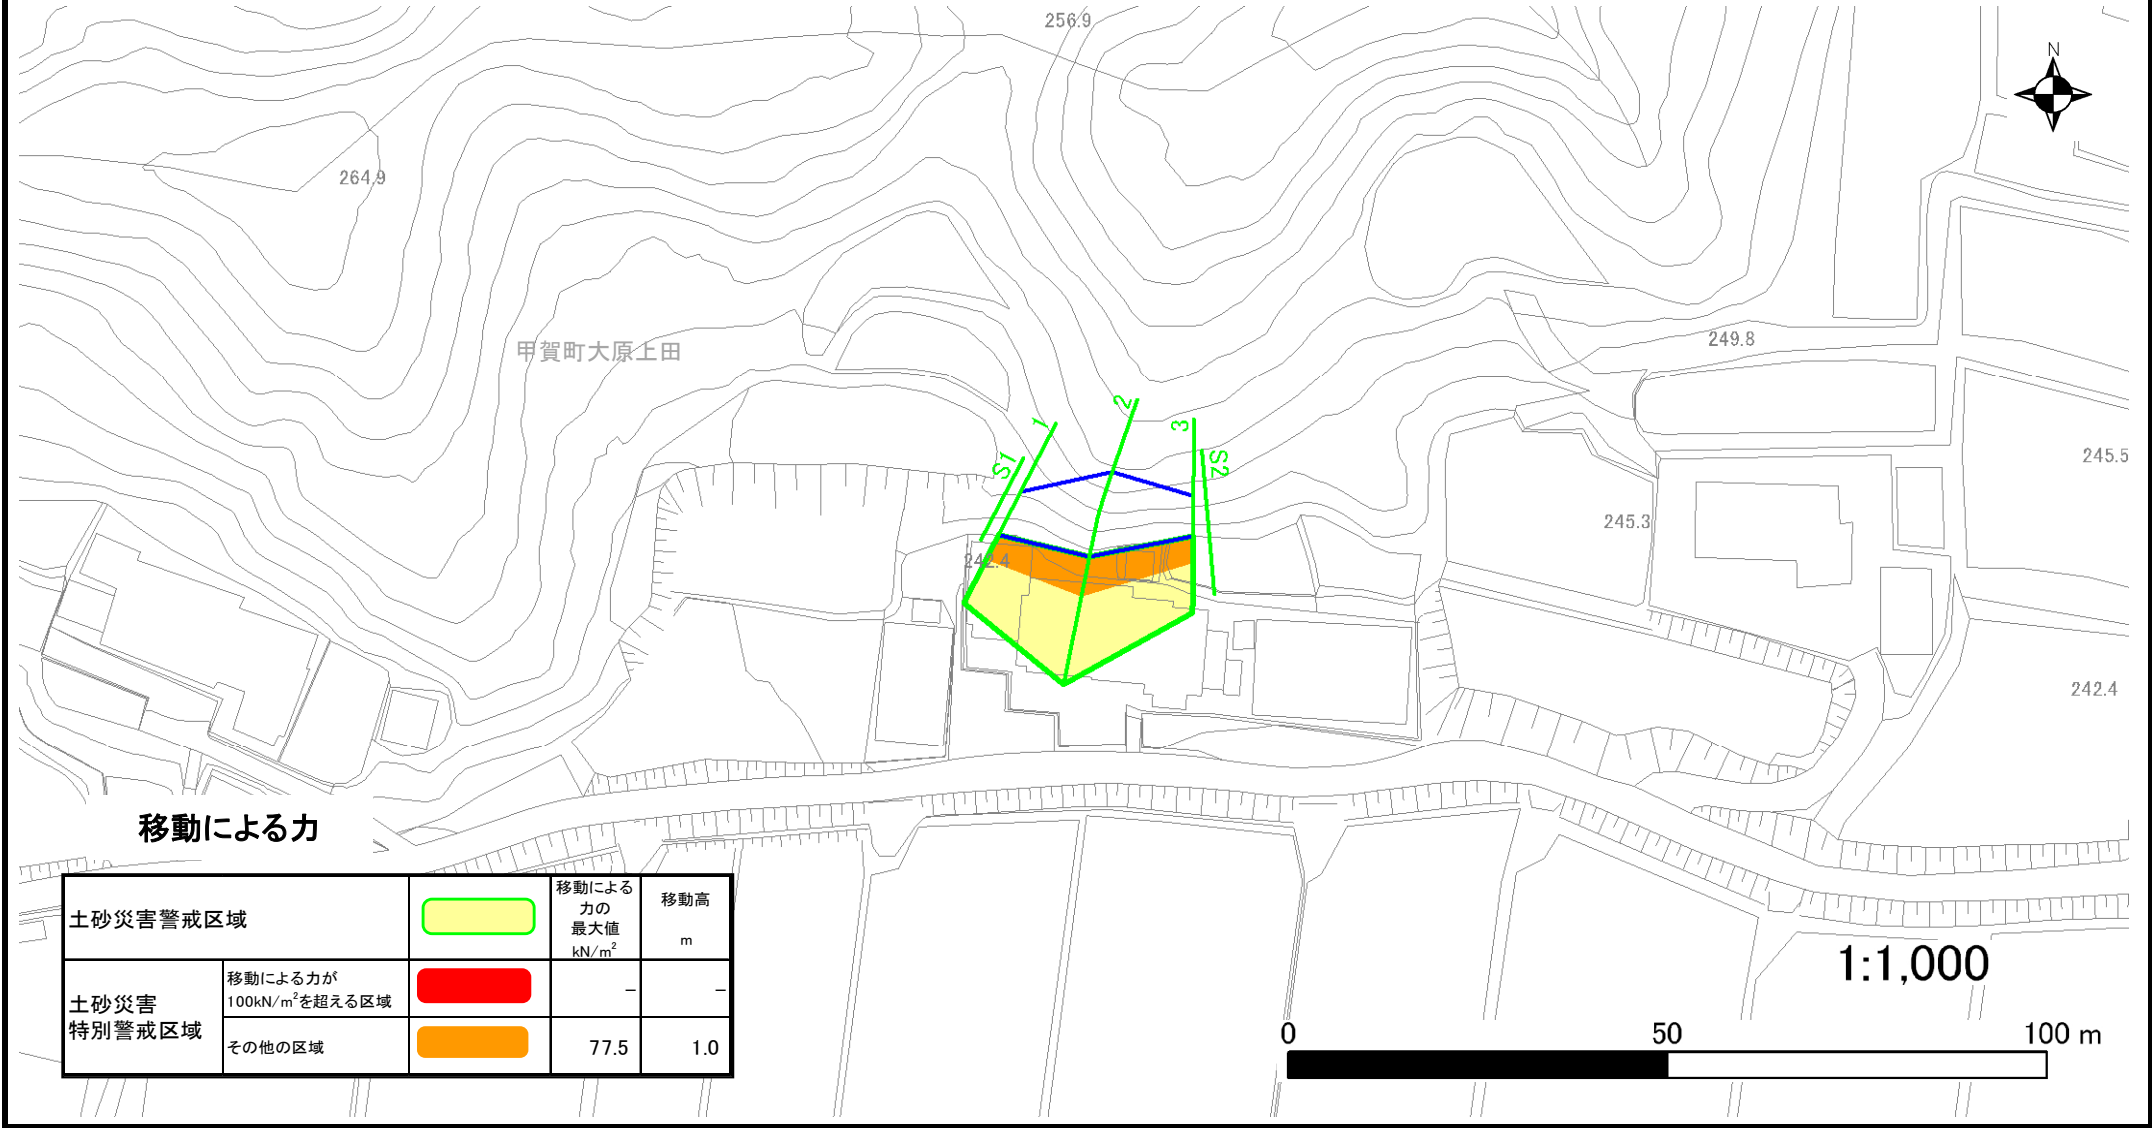 256.9
N
264.9
甲賀町大原上田
249.8
2
1
3
S1
S2
245.5
245.3
242.4
242.4
移動による力
土砂災害警戒区域
移動による
力の
最大値
kN/m²
移動高
m
土砂災害
特別警戒区域
移動による力が
100kN/m²を超える区域
－
－
その他の区域
77.5
1.0
1:1,000
0
50
100 m